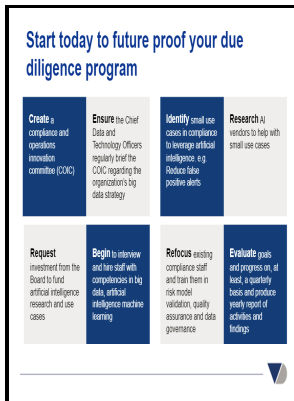 Start today to future proof your due
diligence program
Create a
compliance and
operations
innovation
committee (COIC)
Ensure the Chief
Data and
Technology Officers
regularly brief the
COIC regarding the
organization's big
data strategy
Identify small use
cases in compliance
to leverage artificial
intelligence. e.g.
Reduce false
positive alerts
Research AI
vendors to help with
small use cases
Request
investment from the
Board to fund
artificial intelligence
research and use
cases
Begin to interview
and hire staff with
competencies in big
data, artificial
intelligence machine
learning
Refocus existing
compliance staff
and train them in
risk model
validation, quality
assurance and data
governance
Evaluate goals
and progress on, at
least, a quarterly
basis and produce
yearly report of
activities and
findings